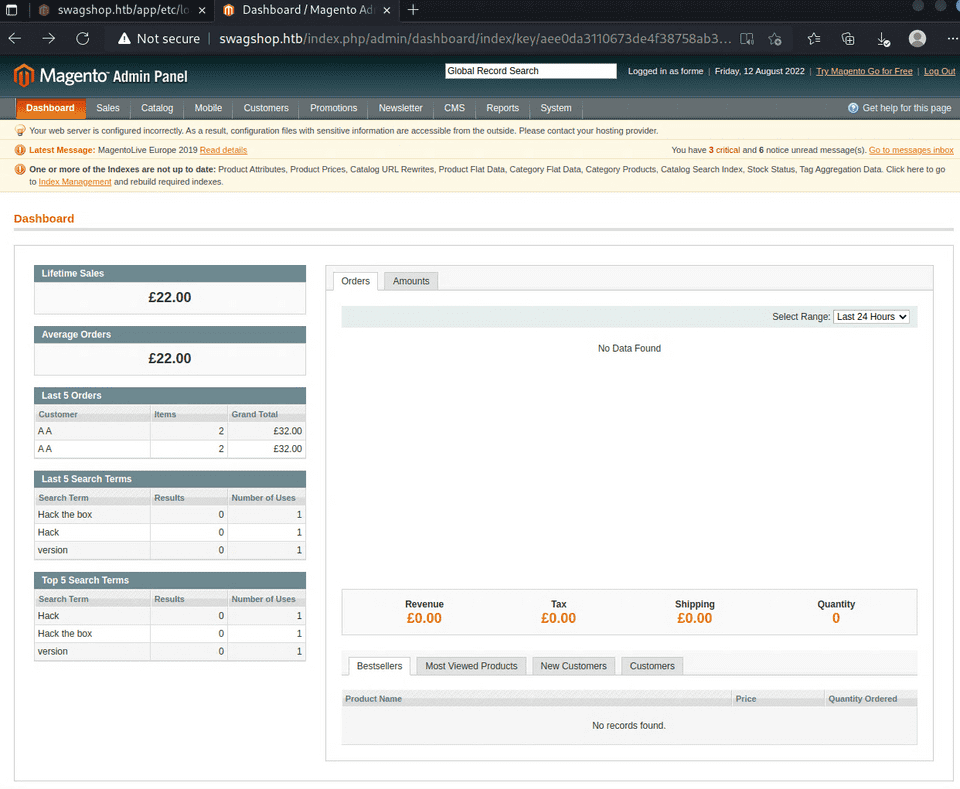 swagshop.htb/app/etc/lo
Dashboard / Magento Ad
Not secure
swagshop.htb/index.php/admin/dashboard/index/key/aee0da3110673de4f38758ab3...
Magento Admin Panel
Global Record Search
Logged in as forme | Friday, 12 August 2022 | Try Magento Go for Free | Log Out
Dashboard Sales Catalog Mobile Customers Promotions Newsletter CMS Reports System
Get help for this page
Your web server is configured incorrectly. As a result, configuration files with sensitive information are accessible from the outside. Please contact your hosting provider.
Latest Message: MagentoLive Europe 2019 Read details
You have 3 critical and 6 notice unread message(s). Go to messages inbox
One or more of the Indexes are not up to date: Product Attributes, Product Prices, Catalog URL Rewrites, Product Flat Data, Category Flat Data, Category Products, Catalog Search Index, Stock Status, Tag Aggregation Data. Click here to go
to Index Management and rebuild required indexes.
Dashboard
Lifetime Sales
£22.00
Average Orders
£22.00
Last 5 Orders
Customer Items Grand Total
A A 2 £32.00
A A 2 £32.00
Last 5 Search Terms
Search Term Results Number of Uses
Hack the box 0 1
Hack 0 1
version 0 1
Top 5 Search Terms
Search Term Results Number of Uses
Hack 0 1
Hack the box 0 1
version 0 1
Orders Amounts
Select Range: Last 24 Hours
No Data Found
Revenue Tax Shipping Quantity
£0.00 £0.00 £0.00 0
Bestsellers Most Viewed Products New Customers Customers
Product Name Price Quantity Ordered
No records found.